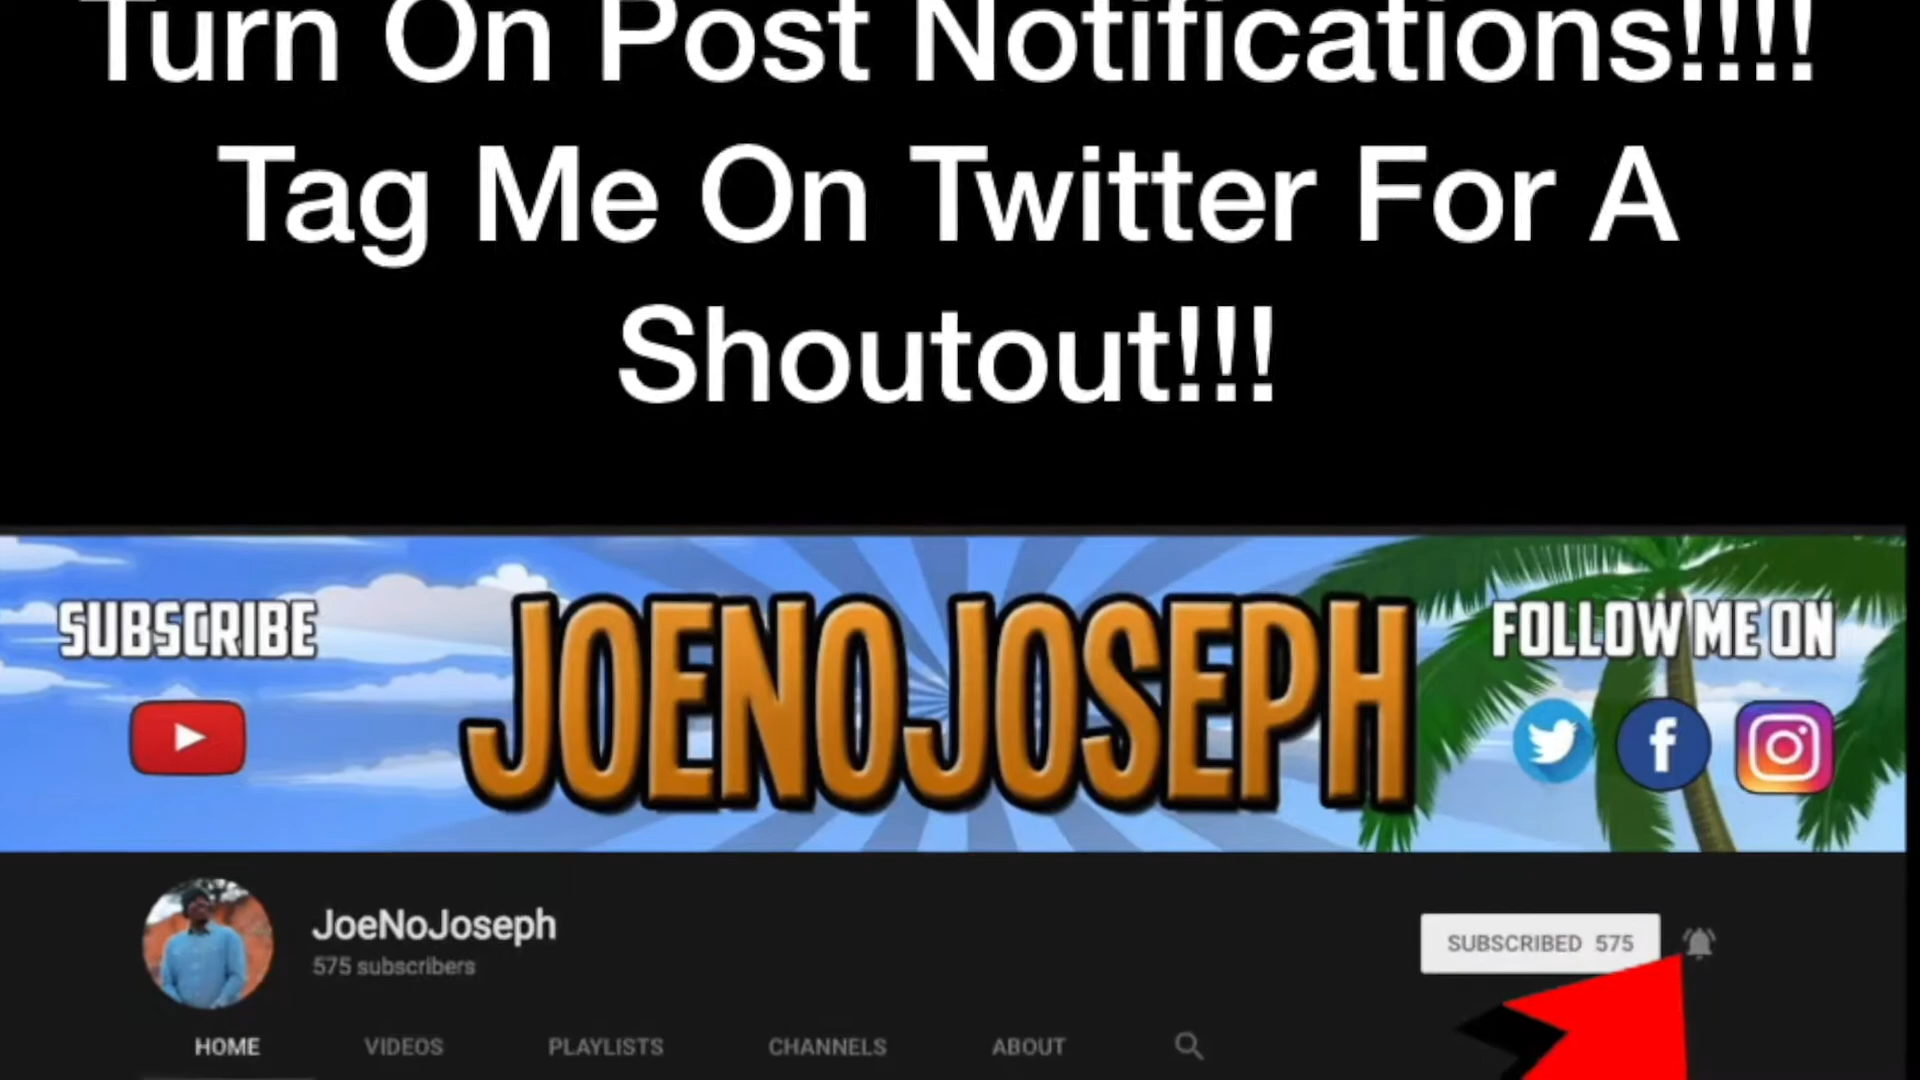 Turn On Post Notifications!!!!
Tag Me On Twitter For A
Shoutout!!!
SUBSCRIBE
JOENOJOSEPH
FOLLOW ME ON
JoeNoJoseph
575 subscribers
SUBSCRIBED 575
HOME VIDEOS PLAYLISTS CHANNELS ABOUT